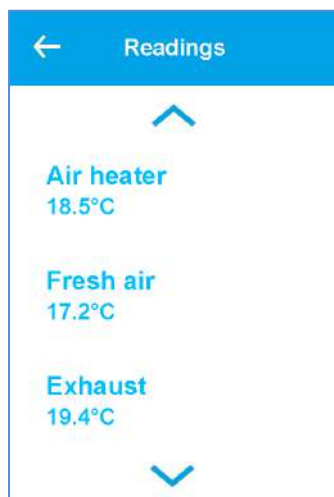 Readings
Air heater
18.5°C
Fresh air
17.2°C
Exhaust
19.4°C